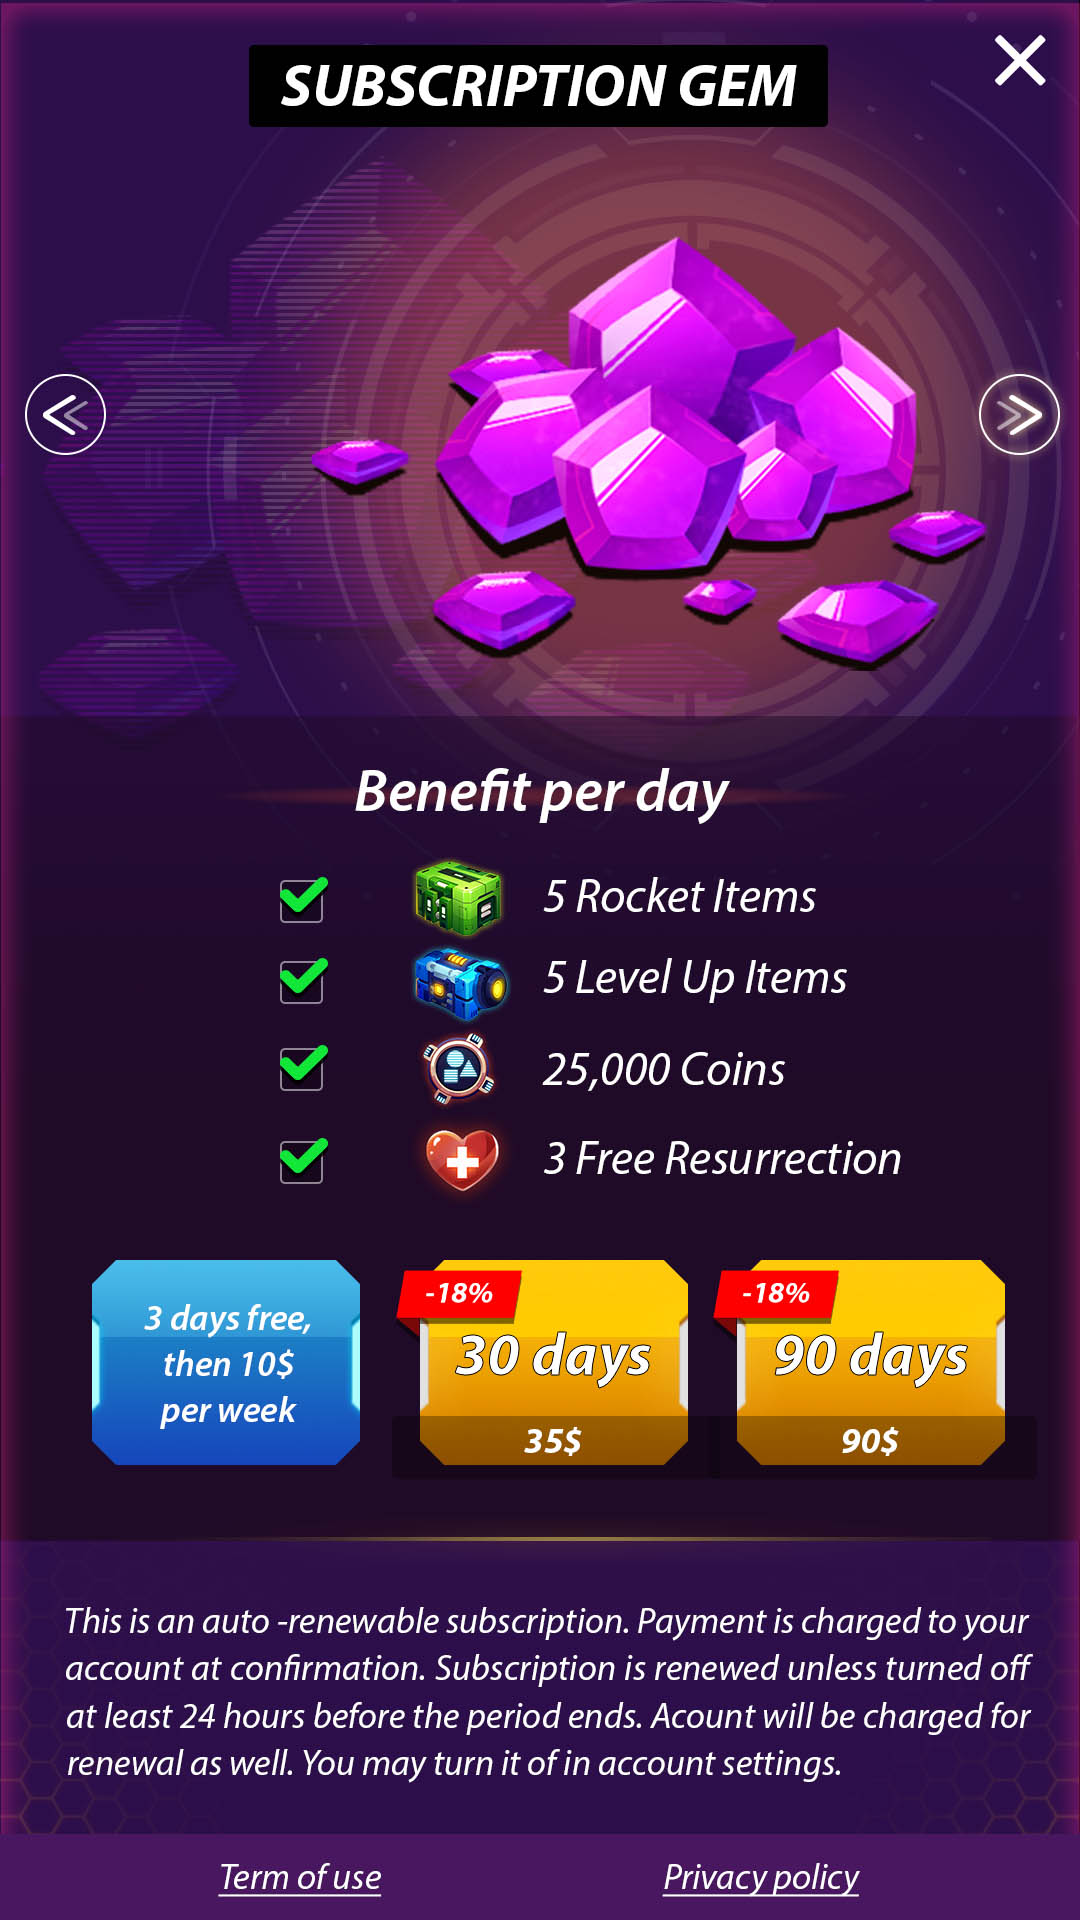 SUBSCRIPTION GEM
Benefit per day
5 Rocket Items
5 Level Up Items
25,000 Coins
3 Free Resurrection
3 days free,
then 10$
per week
-18%
30 days
35$
-18%
90 days
90$
This is an auto -renewable subscription. Payment is charged to your
account at confirmation. Subscription is renewed unless turned off
at least 24 hours before the period ends. Acount will be charged for
renewal as well. You may turn it of in account settings.
Term of use
Privacy policy